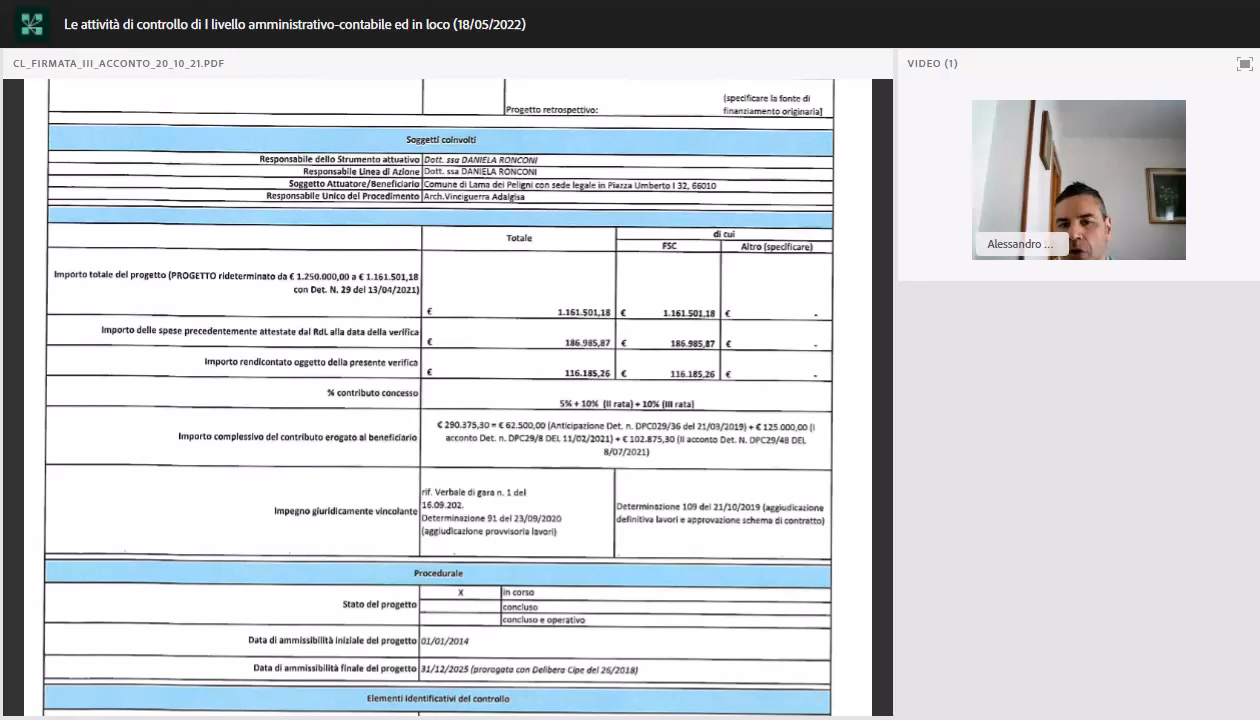 Le attività di controllo di I livello amministrativo-contabile ed in loco (18/05/2022)
CL_FIRMATA_III_ACCONTO_20_10_21.PDF
VIDEO (1)
Alessandro ...
Progetto retrospettivo:
(specificare la fonte di
finanziamento originaria]
Soggetti coinvolti
Responsabile dello Strumento attuativo Dott. ssa DANIELA RONCONI
Responsabile Linea di Azione Dott. ssa DANIELA RONCONI
Soggetto Attuatore/Beneficiario Comune di Lama dei Peligni con sede legale in Piazza Umberto I 32, 66010
Responsabile Unico del Procedimento Arch.Vinciguerra Adalgisa
Totale
di cui
FSC
Altro (specificare)
Importo totale del progetto (PROGETTO rideterminato da € 1.250.000,00 a € 1.161.501,18
con Det. N. 29 del 13/04/2021)
€ 1.161.501,18 € 1.161.501,18 € -
Importo delle spese precedentemente attestate dal RdL alla data della verifica
€ 186.985,87 € 186.985,87 € -
Importo rendicontato oggetto della presente verifica
€ 116.185,26 € 116.185,26 € -
% contributo concesso
5% + 10% (II rata) + 10% (III rata)
Importo complessivo del contributo erogato al beneficiario
€ 290.375,30 = € 62.500,00 (Anticipazione Det. n. DPC029/36 del 21/03/2019) + € 125.000,00 (I
acconto Det. n. DPC29/8 DEL 11/02/2021) + € 102.875,30 (II acconto Det. N. DPC29/48 DEL
8/07/2021)
Impegno giuridicamente vincolante
rif. Verbale di gara n. 1 del
16.09.202.
Determinazione 91 del 23/09/2020
(aggiudicazione provvisoria lavori)
Determinazione 109 del 21/10/2019 (aggiudicazione
definitiva lavori e approvazione schema di contratto)
Procedurale
Stato del progetto
X in corso
concluso
concluso e operativo
Data di ammissibilità iniziale del progetto 01/01/2014
Data di ammissibilità finale del progetto 31/12/2025 (prorogata con Delibera Cipe del 26/2018)
Elementi identificativi del controllo